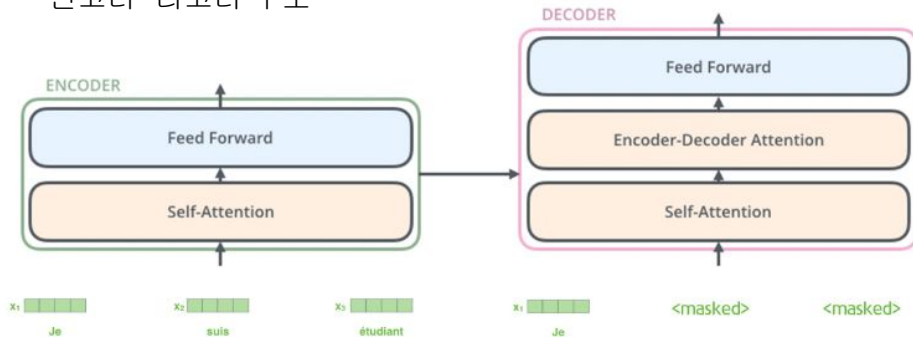 DECODER
ENCODER
Feed Forward
Feed Forward
Encoder-Decoder Attention
Self-Attention
Self-Attention
x₁ x₂ x₃ x₁ <masked> <masked>
Je suis étudiant Je